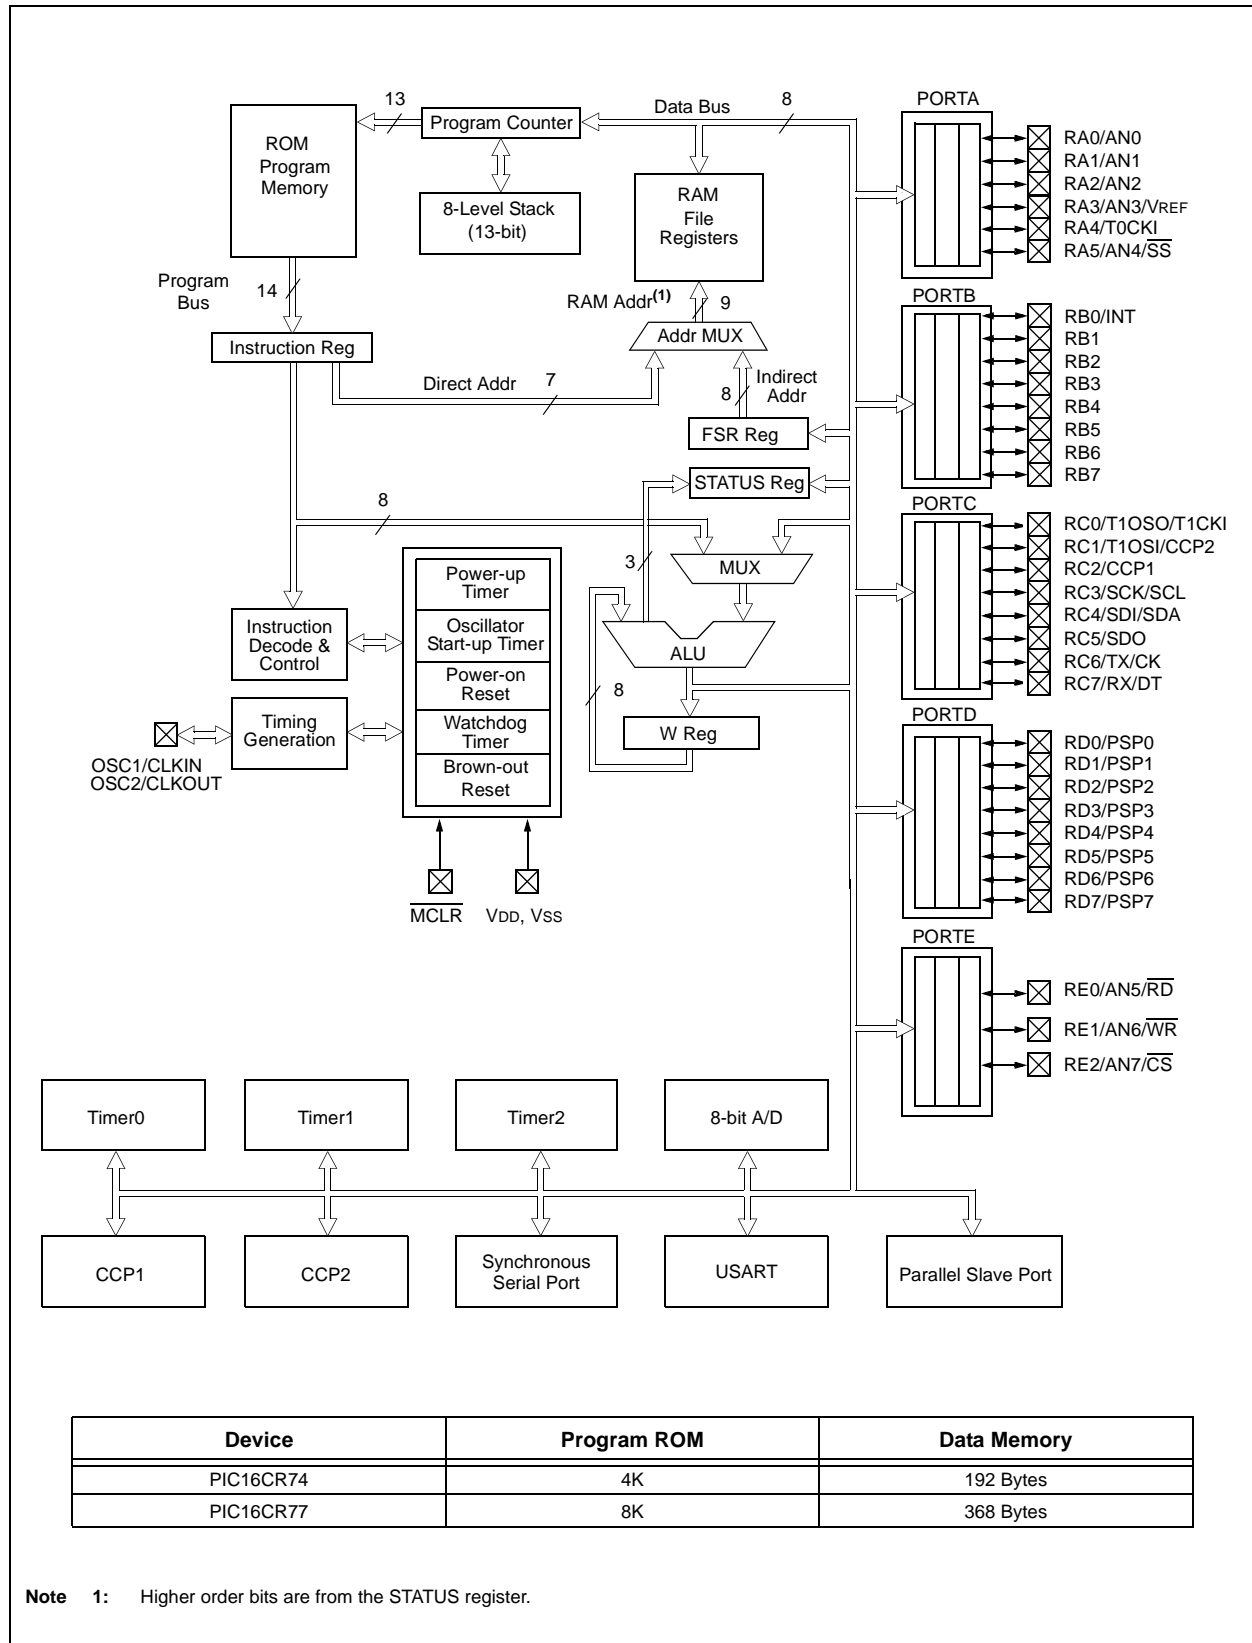 13
Data Bus
8
PORTA
ROM
Program
Memory
Program Counter
8-Level Stack
(13-bit)
RAM
File
Registers
RA0/AN0
RA1/AN1
RA2/AN2
RA3/AN3/VREF
RA4/T0CKI
RA5/AN4/SS
Program
Bus
14
RAM Addr(1)
9
PORTB
Instruction Reg
Addr MUX
Direct Addr
7
8
Indirect
Addr
FSR Reg
RB0/INT
RB1
RB2
RB3
RB4
RB5
RB6
RB7
STATUS Reg
8
3
MUX
ALU
8
W Reg
PORTC
RC0/T1OSO/T1CKI
RC1/T1OSI/CCP2
RC2/CCP1
RC3/SCK/SCL
RC4/SDI/SDA
RC5/SDO
RC6/TX/CK
RC7/RX/DT
Power-up
Timer
Oscillator
Start-up Timer
Power-on
Reset
Watchdog
Timer
Brown-out
Reset
Instruction
Decode &
Control
Timing
Generation
OSC1/CLKIN
OSC2/CLKOUT
MCLR
VDD, VSS
PORTD
RD0/PSP0
RD1/PSP1
RD2/PSP2
RD3/PSP3
RD4/PSP4
RD5/PSP5
RD6/PSP6
RD7/PSP7
PORTE
RE0/AN5/RD
RE1/AN6/WR
RE2/AN7/CS
Timer0
Timer1
Timer2
8-bit A/D
CCP1
CCP2
Synchronous
Serial Port
USART
Parallel Slave Port
Device Program ROM Data Memory
PIC16CR74 4K 192 Bytes
PIC16CR77 8K 368 Bytes
Note 1: Higher order bits are from the STATUS register.